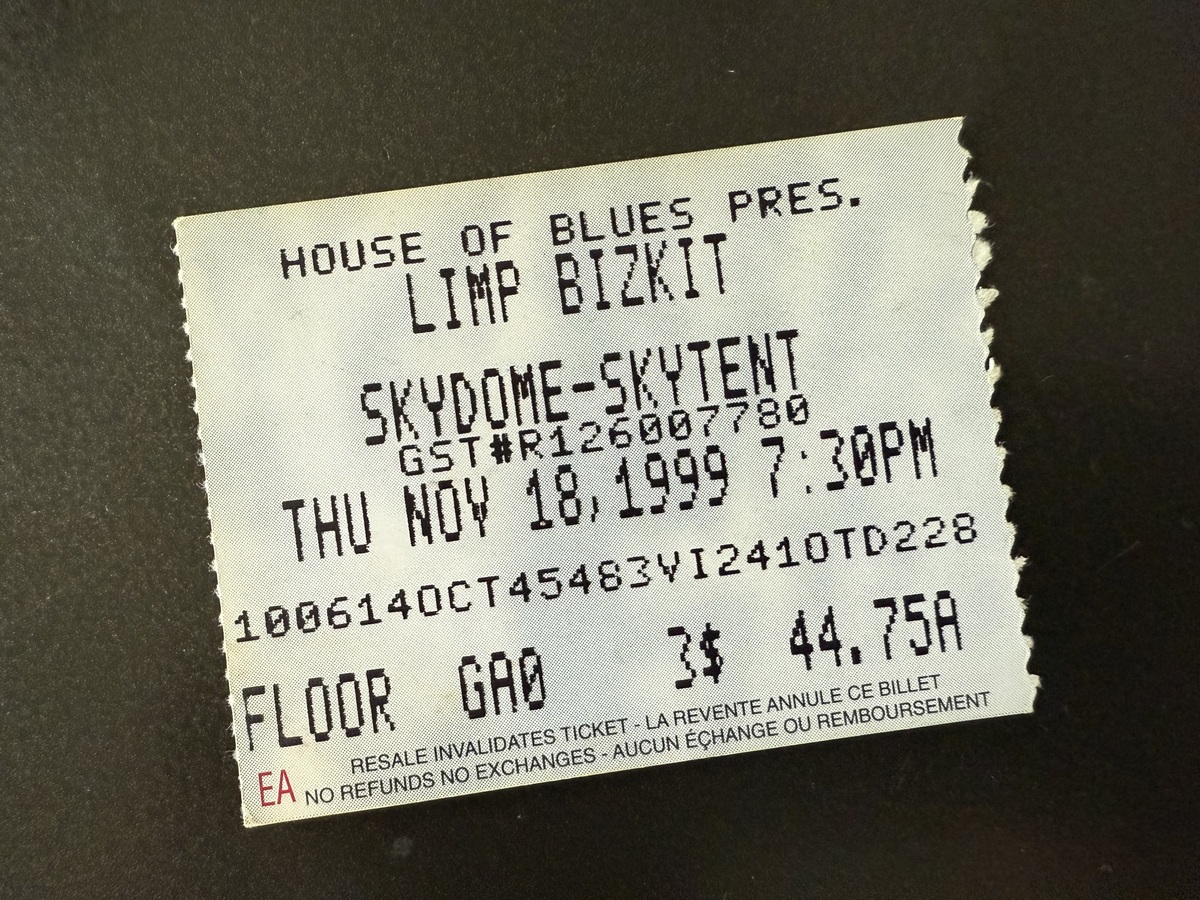 HOUSE OF BLUES PRES.
LIMP BIZKIT
SKYDOME-SKYTENT
GST#R126007780
THU NOV 18,1999 7:30PM
1006140CT45483VI2410TD228
FLOOR GA0 3$ 44.75A
RESALE INVALIDATES TICKET - LA REVENTE ANNULE CE BILLET
EA NO REFUNDS NO EXCHANGES - AUCUN ÉÇHANGE OU REMBOURSEMENT